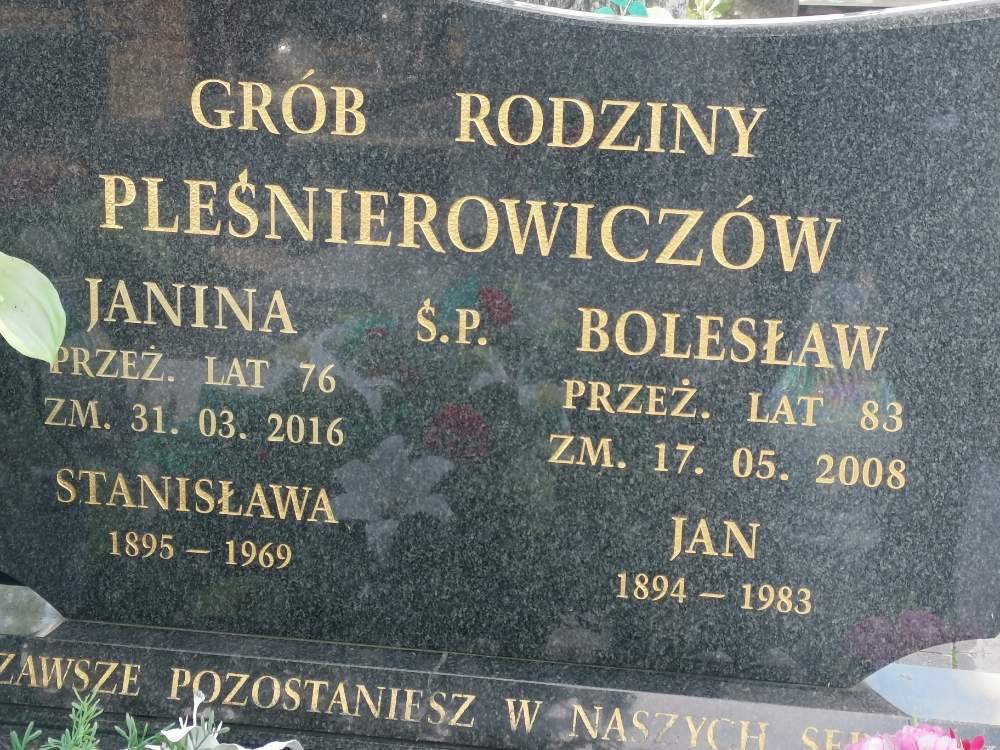 GRÓB RODZINY
PLEŚNIEROWICZÓW
JANINA
PRZEŻ. LAT 76
ZM. 31. 03. 2016
Ś.P.
BOLESŁAW
PRZEŻ. LAT 83
ZM. 17. 05. 2008
STANISŁAWA
1895 – 1969
JAN
1894 – 1983
ZAWSZE POZOSTANIESZ W NASZYCH